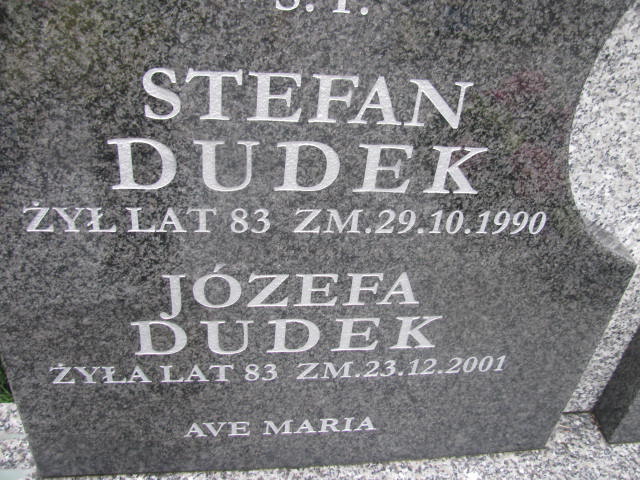 Ś. P.
STEFAN
DUDEK
ŻYŁ LAT 83 ZM.29.10.1990
JÓZEFA
DUDEK
ŻYŁA LAT 83 ZM.23.12.2001
AVE MARIA